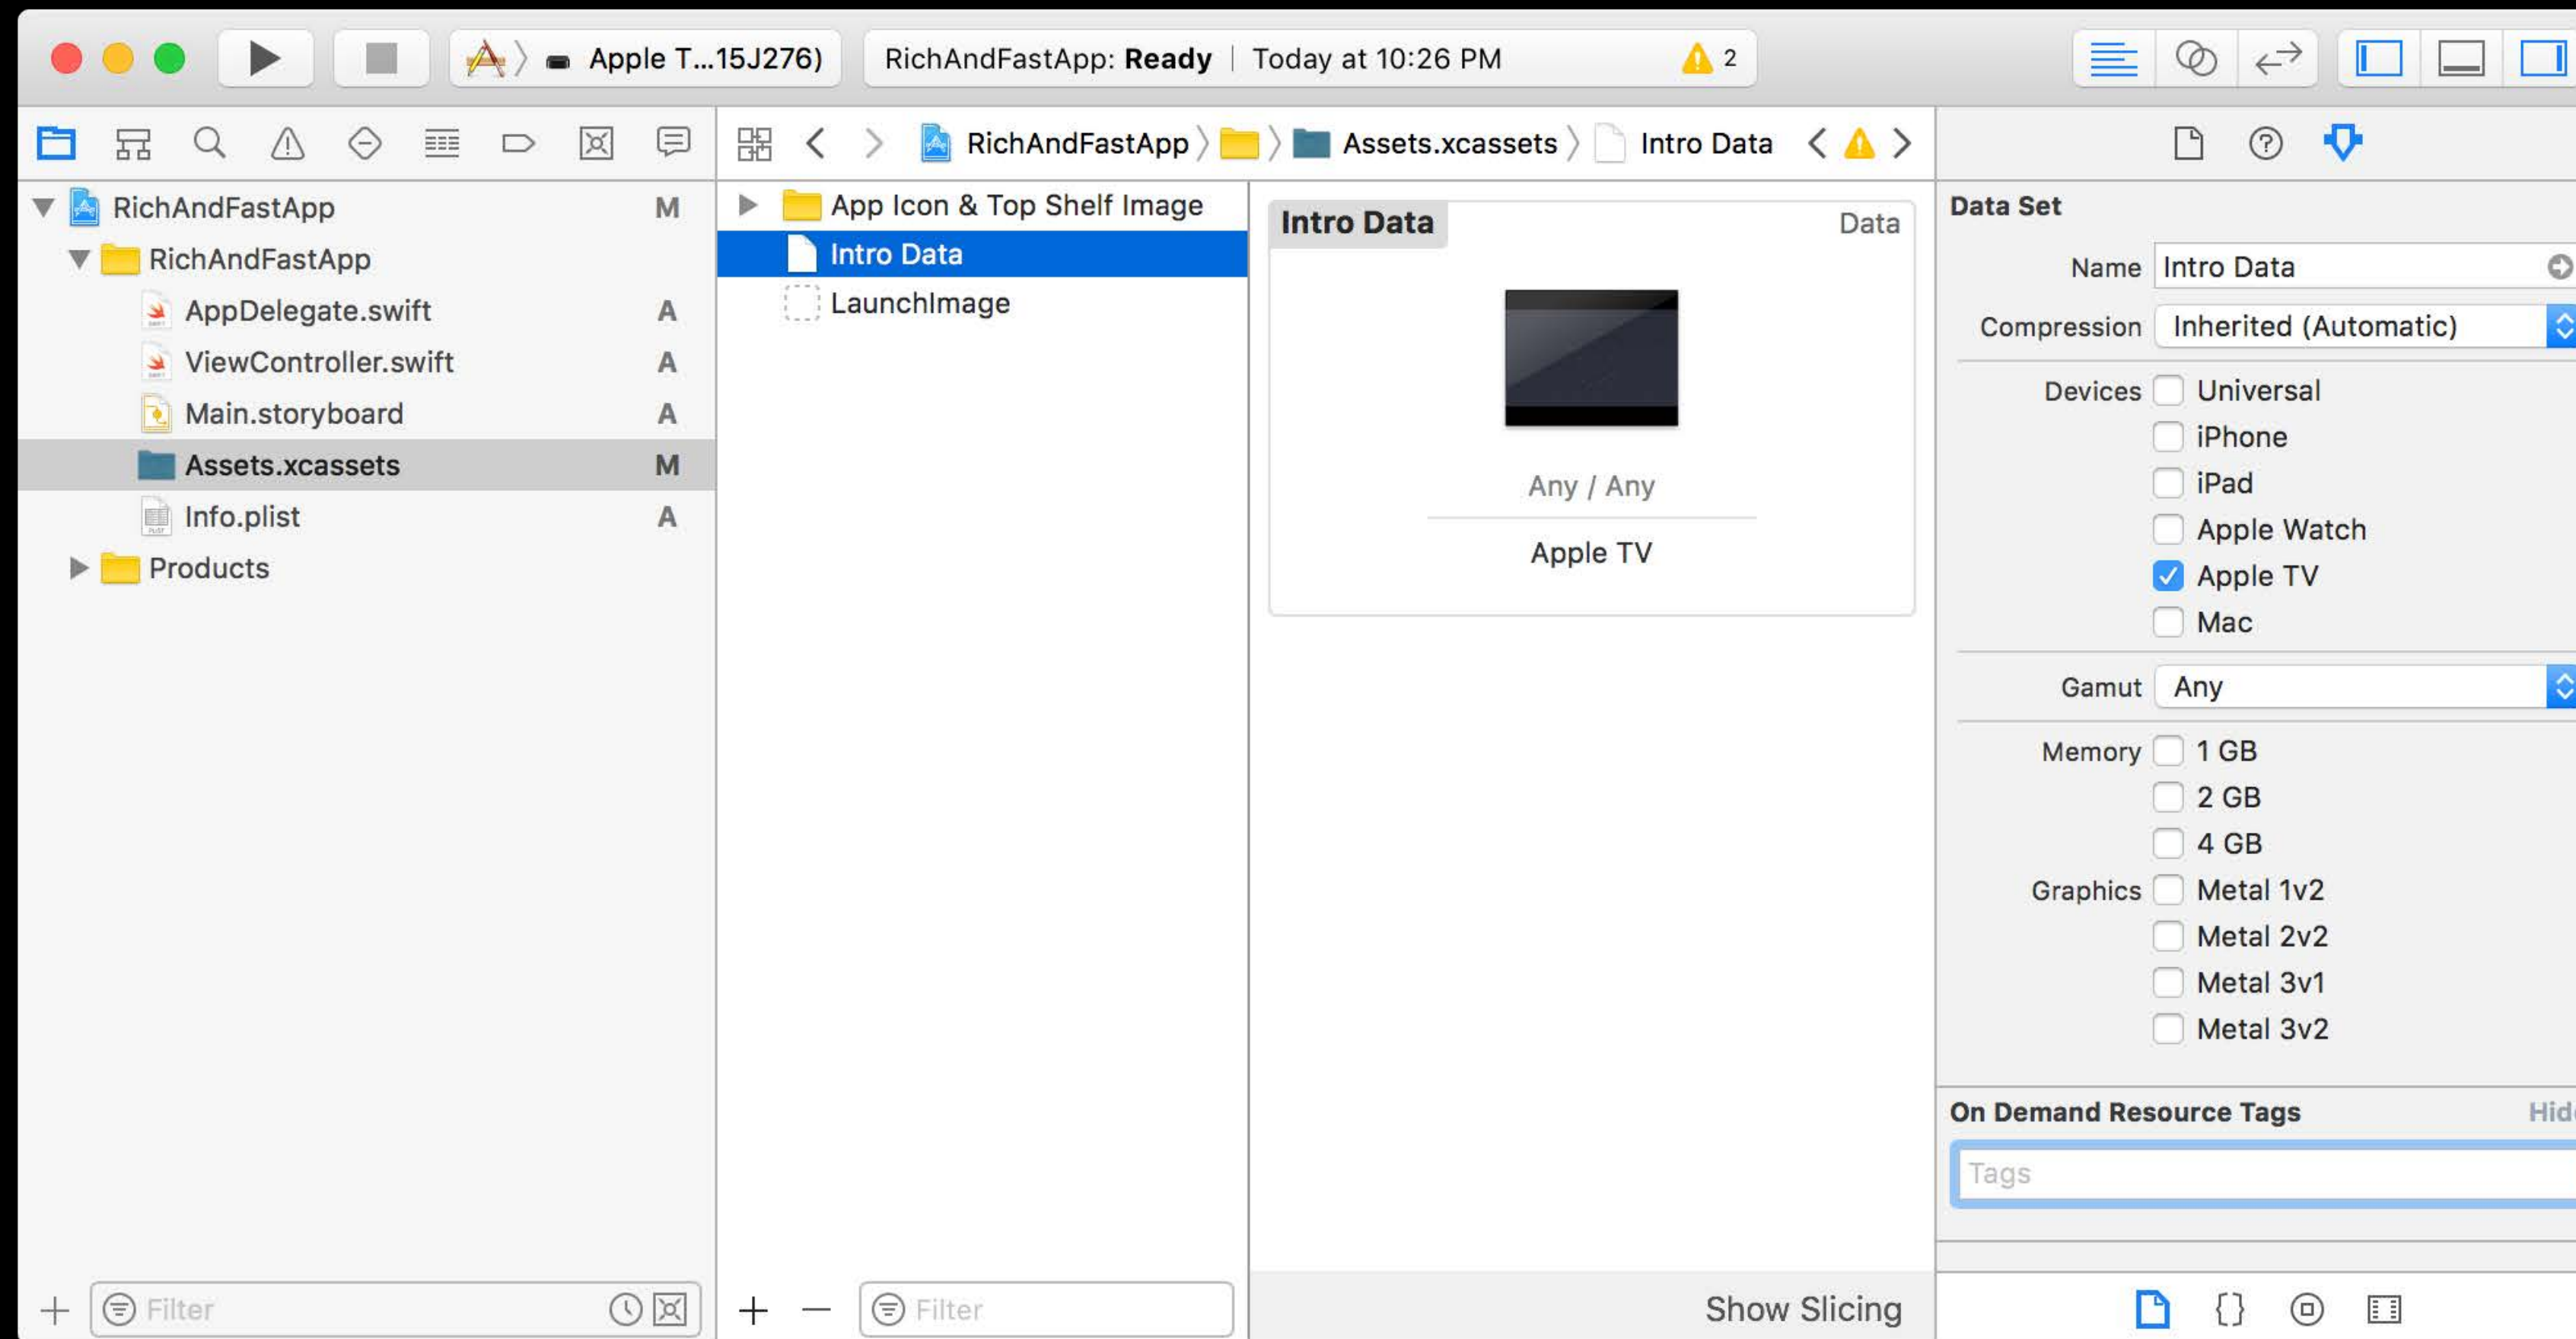 Apple T...15J276)
RichAndFastApp: Ready | Today at 10:26 PM
2
RichAndFastApp
Assets.xcassets
Intro Data
RichAndFastApp M
RichAndFastApp
AppDelegate.swift A
ViewController.swift A
Main.storyboard A
Assets.xcassets M
Info.plist A
Products
Filter
App Icon & Top Shelf Image
Intro Data
LaunchImage
Filter
Intro Data Data
Any / Any
Apple TV
Show Slicing
Data Set
Name Intro Data
Compression Inherited (Automatic)
Devices Universal
iPhone
iPad
Apple Watch
Apple TV
Mac
Gamut Any
Memory 1 GB
2 GB
4 GB
Graphics Metal 1v2
Metal 2v2
Metal 3v1
Metal 3v2
On Demand Resource Tags Hid
Tags